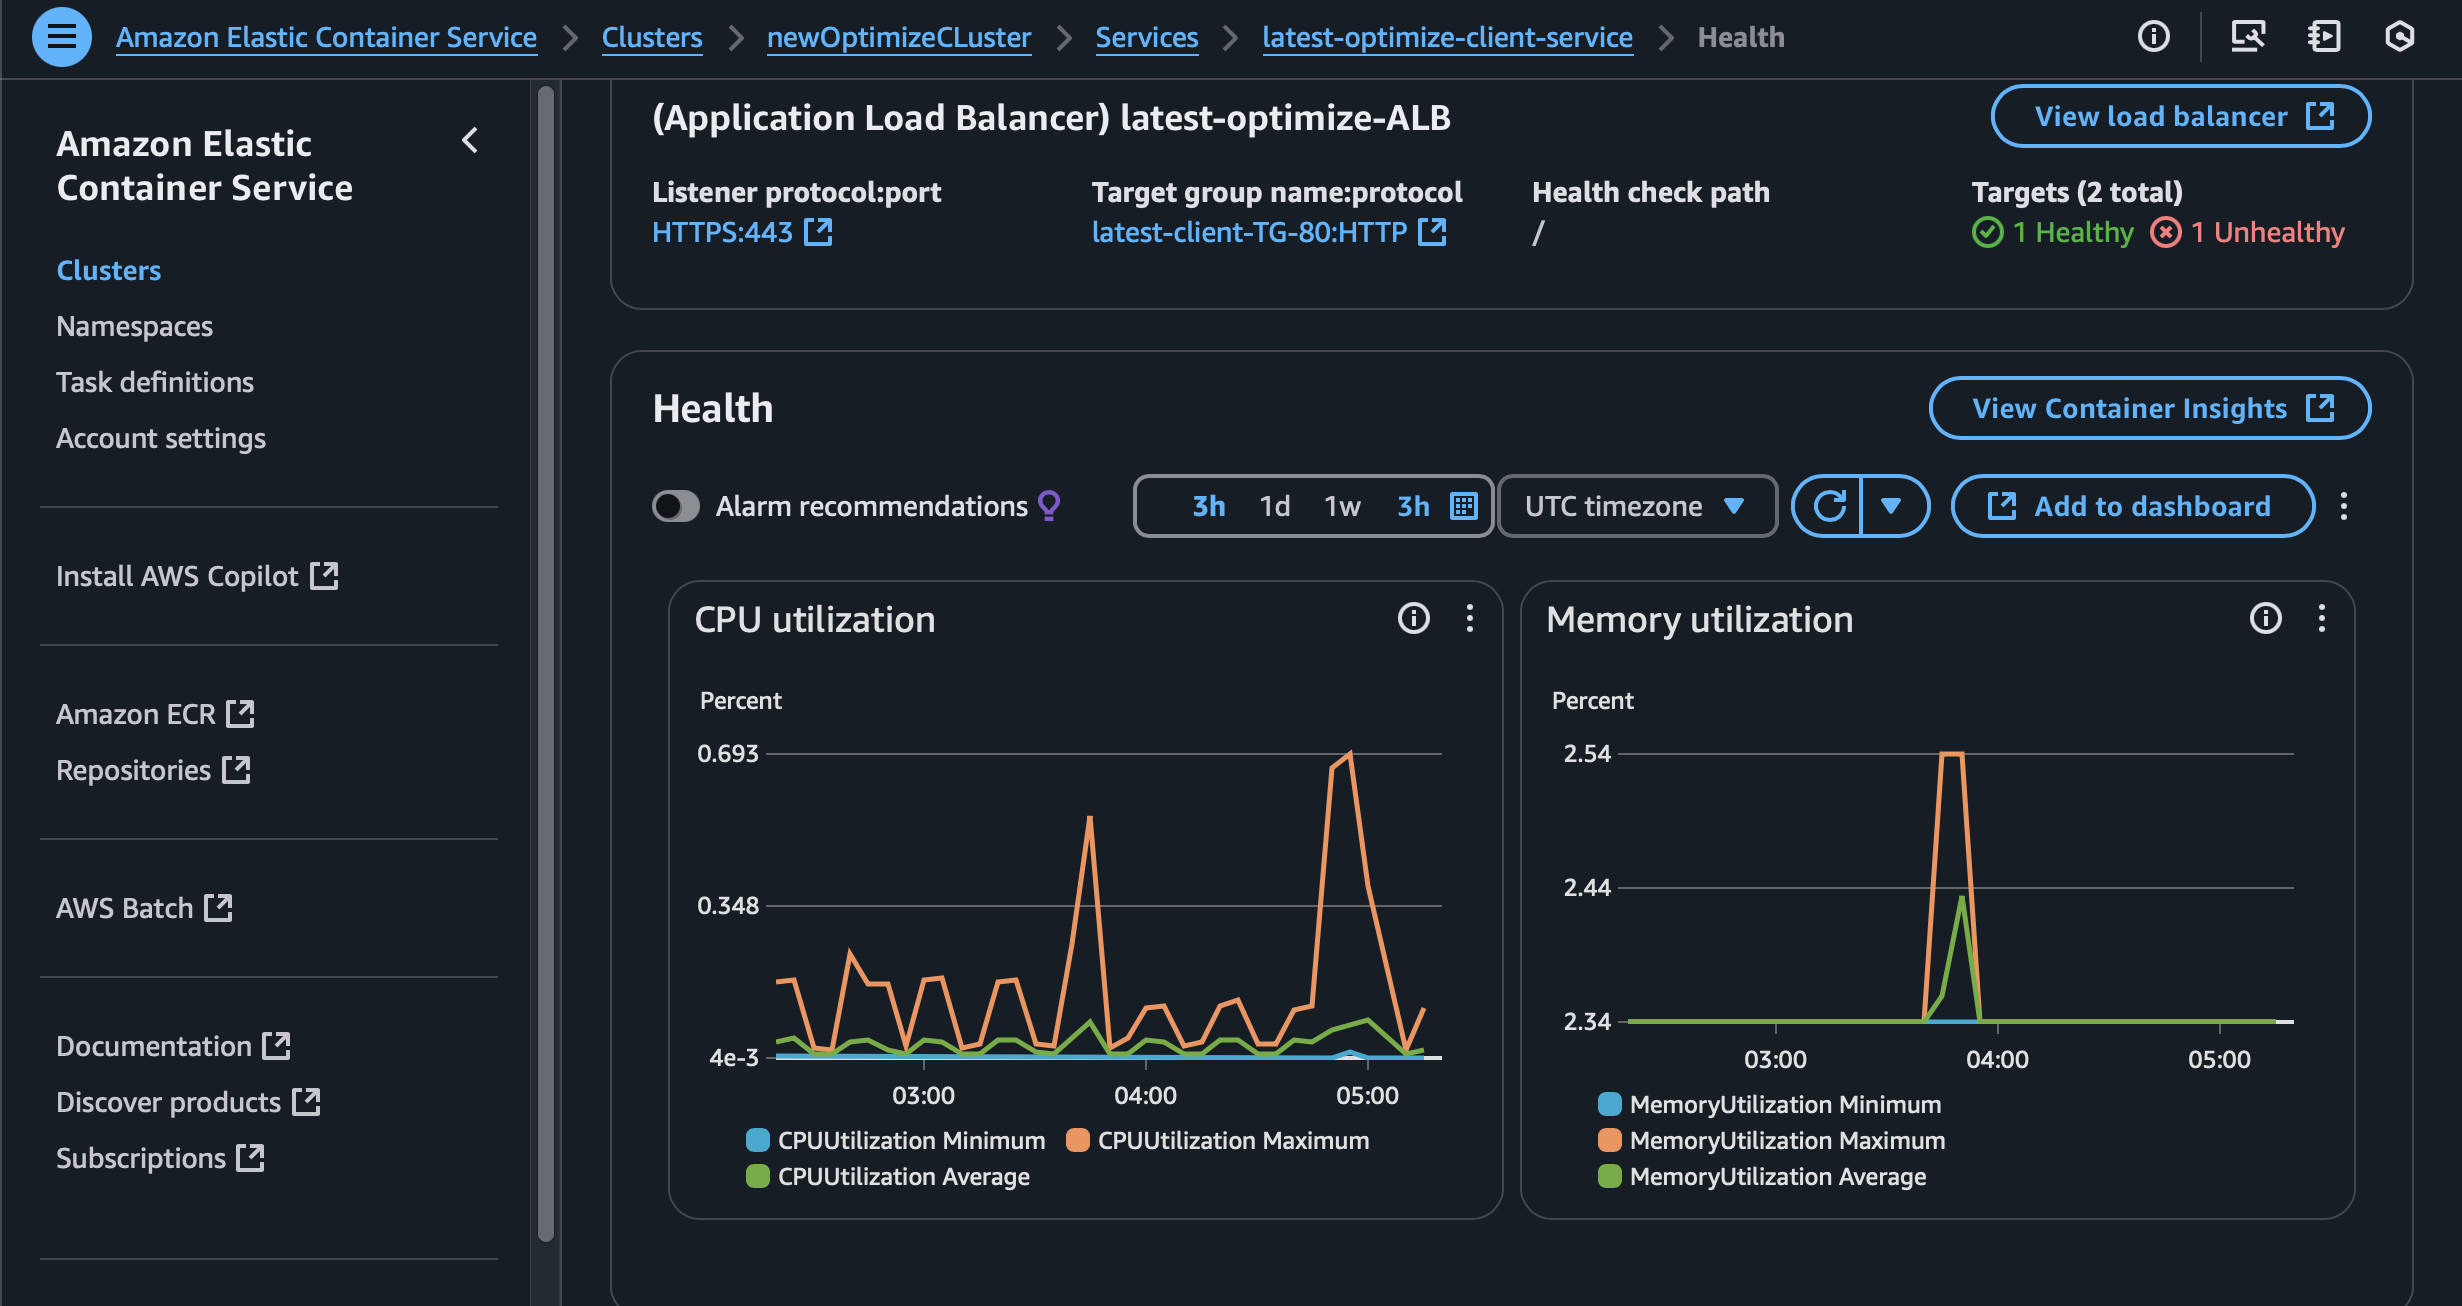 Amazon Elastic Container Service > Clusters > newOptimizeCLuster > Services > latest-optimize-client-service > Health
Amazon Elastic
Container Service
Clusters
Namespaces
Task definitions
Account settings
Install AWS Copilot
Amazon ECR
Repositories
AWS Batch
Documentation
Discover products
Subscriptions
(Application Load Balancer) latest-optimize-ALB
View load balancer
Listener protocol:port
HTTPS:443
Target group name:protocol
latest-client-TG-80:HTTP
Health check path
/
Targets (2 total)
1 Healthy 1 Unhealthy
Health
View Container Insights
Alarm recommendations
3h 1d 1w 3h
UTC timezone
Add to dashboard
CPU utilization
Percent
0.693
0.348
4e-3
03:00 04:00 05:00
CPUUtilization Minimum CPUUtilization Maximum
CPUUtilization Average
Memory utilization
Percent
2.54
2.44
2.34
03:00 04:00 05:00
MemoryUtilization Minimum
MemoryUtilization Maximum
MemoryUtilization Average